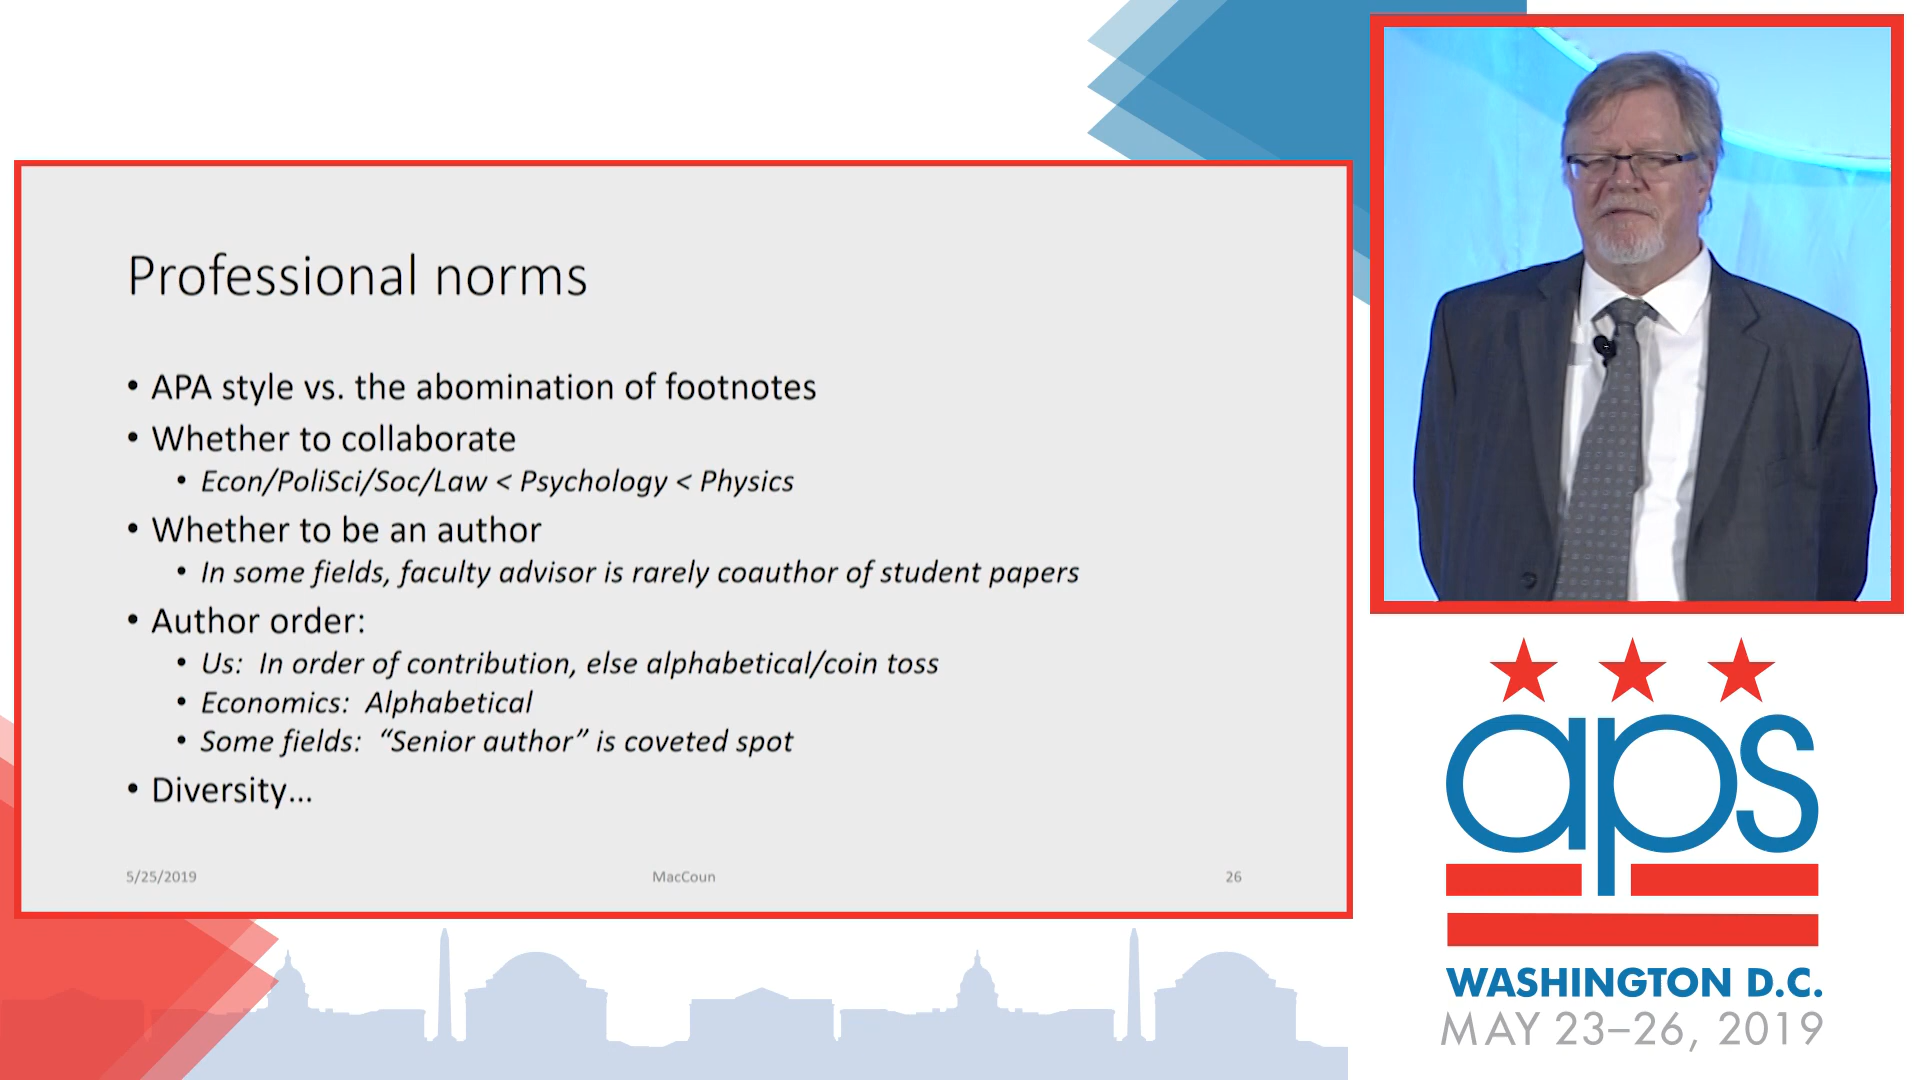 Professional norms
• APA style vs. the abomination of footnotes
• Whether to collaborate
• Econ/PoliSci/Soc/Law < Psychology < Physics
• Whether to be an author
• In some fields, faculty advisor is rarely coauthor of student papers
• Author order:
• Us:  In order of contribution, else alphabetical/coin toss
• Economics:  Alphabetical
• Some fields:  “Senior author” is coveted spot
• Diversity...
5/25/2019
MacCoun
26
aps
WASHINGTON D.C.
MAY 23–26, 2019